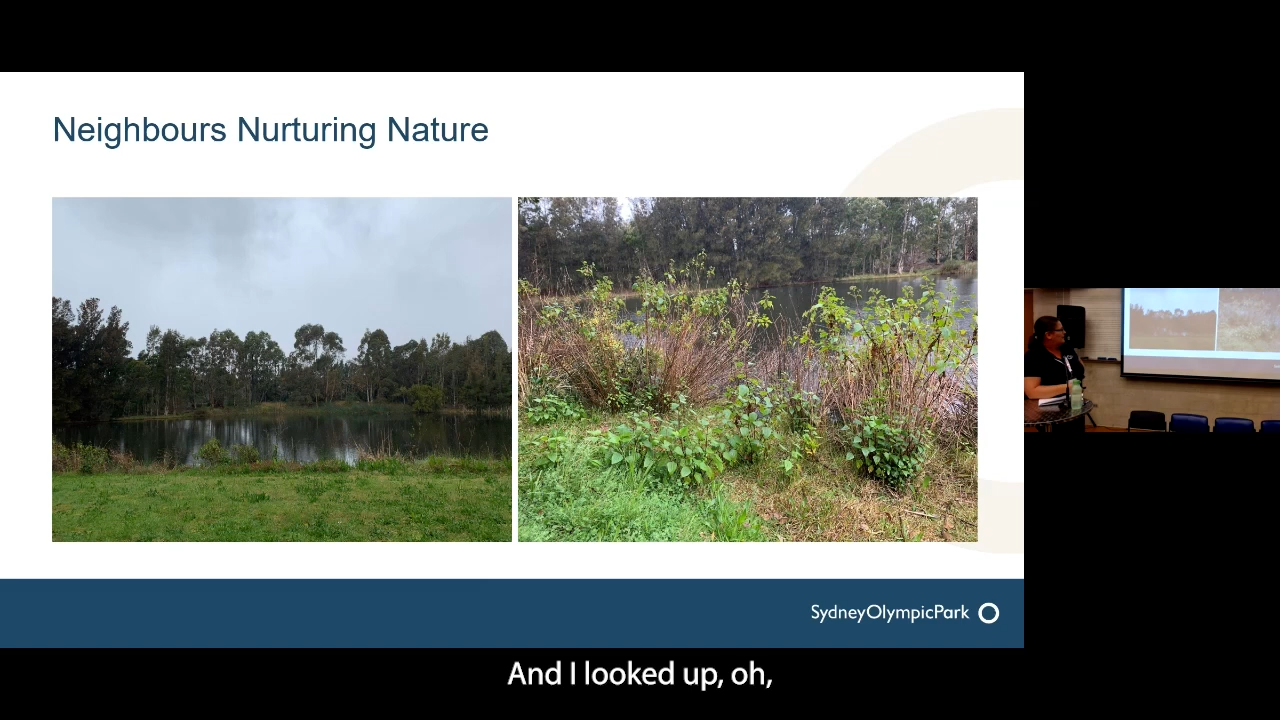 Neighbours Nurturing Nature
SydneyOlympicPark
And I looked up, oh,